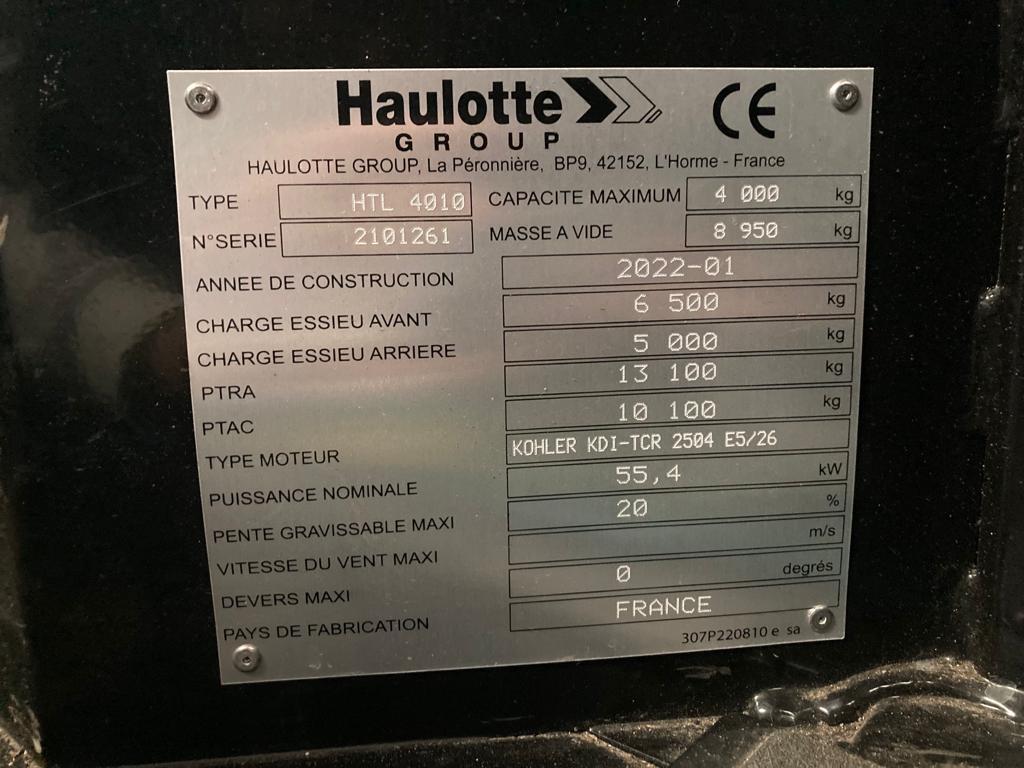 Haulotte
GROUP
CE
HAULOTTE GROUP, La Péronnière, BP9, 42152, L'Horme - France
TYPE HTL 4010 CAPACITE MAXIMUM 4 000 kg
N°SERIE 2101261 MASSE A VIDE 8 950 kg
ANNEE DE CONSTRUCTION 2022-01
CHARGE ESSIEU AVANT 6 500 kg
CHARGE ESSIEU ARRIERE 5 000 kg
PTRA 13 100 kg
PTAC 10 100 kg
TYPE MOTEUR KOHLER KDI-TCR 2504 E5/26
PUISSANCE NOMINALE 55,4 kW
PENTE GRAVISSABLE MAXI 20 %
VITESSE DU VENT MAXI m/s
DEVERS MAXI 0 degrés
PAYS DE FABRICATION FRANCE
307P220810 e sa